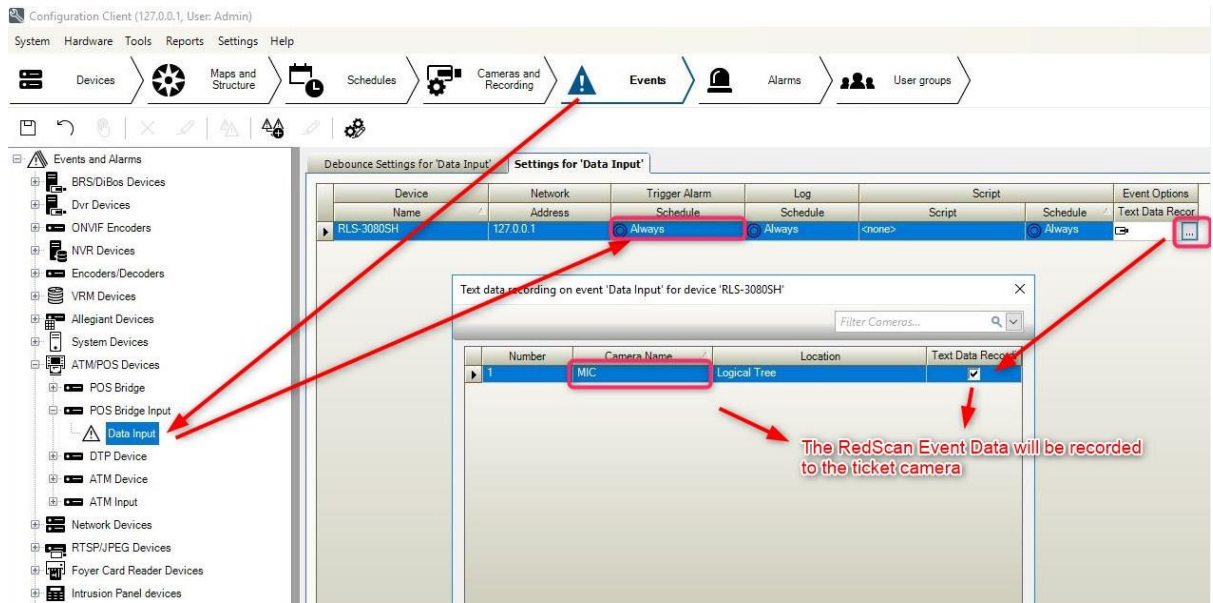 Configuration Client (127.0.0.1, User: Admin)
System Hardware Tools Reports Settings Help
Devices
Maps and Structure
Schedules
Cameras and Recording
Events
Alarms
User groups
Events and Alarms
BRS/DiBos Devices
Dvr Devices
ONVIF Encoders
NVR Devices
Encoders/Decoders
VRM Devices
Allegiant Devices
System Devices
ATM/POS Devices
POS Bridge
POS Bridge Input
Data Input
DTP Device
ATM Device
ATM Input
Network Devices
RTSP/JPEG Devices
Foyer Card Reader Devices
Intrusion Panel devices
Debounce Settings for 'Data Input' Settings for 'Data Input'
Device Network Trigger Alarm Log Script Event Options
Name Address Schedule Schedule Script Schedule Text Data Recor
RLS-3080SH 127.0.0.1 Always Always <none> Always ...
Text data recording on event 'Data Input' for device 'RLS-3080SH'
Filter Cameras...
Number Camera Name Location Text Data Recordi
1 MIC Logical Tree
The RedScan Event Data will be recorded
to the ticket camera